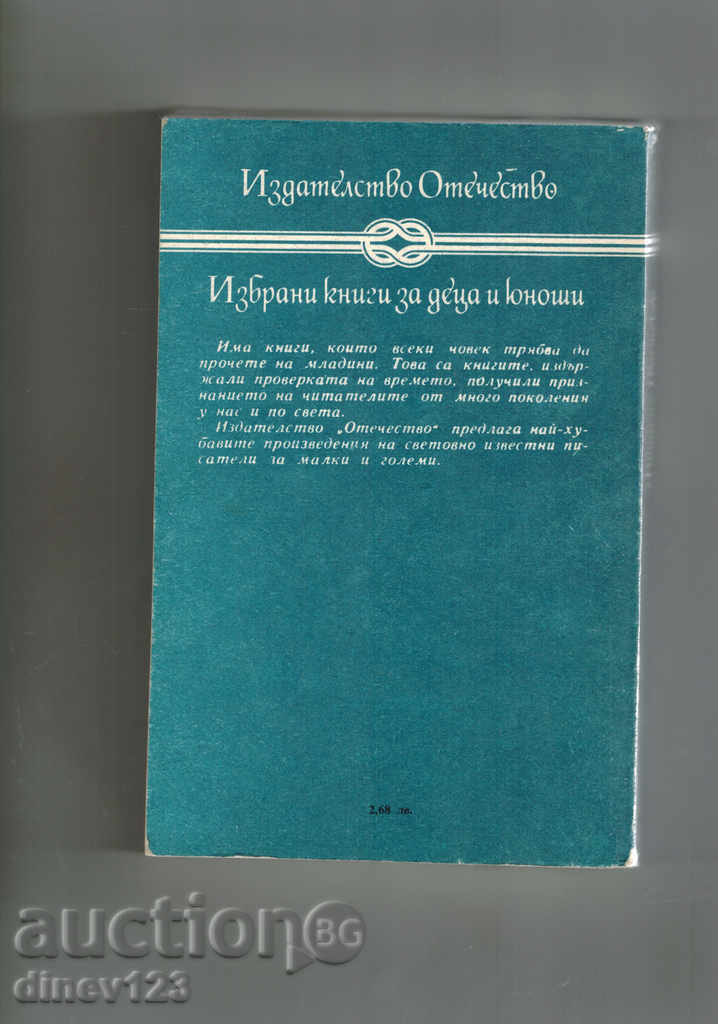 Издателство Отечество
Избрани книги за деца и юноши
Има книги, които всеки човек трябва да
прочете на младини. Това са книгите, издър-
жали проверката на времето, получили приз-
нанието на читателите от много поколения
у нас и по света.
Издателство „Отечество“ предлага най-ху-
бавите произведения на световно известни пи-
сатели за малки и големи.
2,68 лв.
auction BG
dinev123